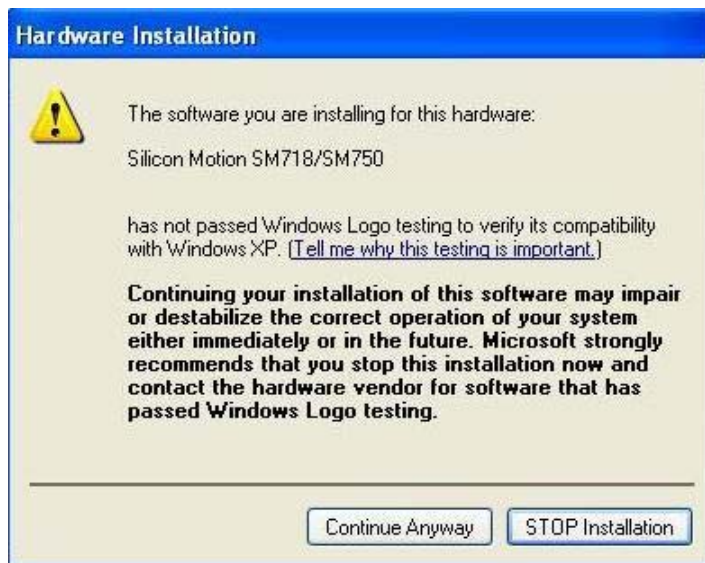 Hardware Installation
The software you are installing for this hardware:
Silicon Motion SM718/SM750
has not passed Windows Logo testing to verify its compatibility
with Windows XP. (Tell me why this testing is important.)
Continuing your installation of this software may impair
or destabilize the correct operation of your system
either immediately or in the future. Microsoft strongly
recommends that you stop this installation now and
contact the hardware vendor for software that has
passed Windows Logo testing.
Continue Anyway
STOP Installation